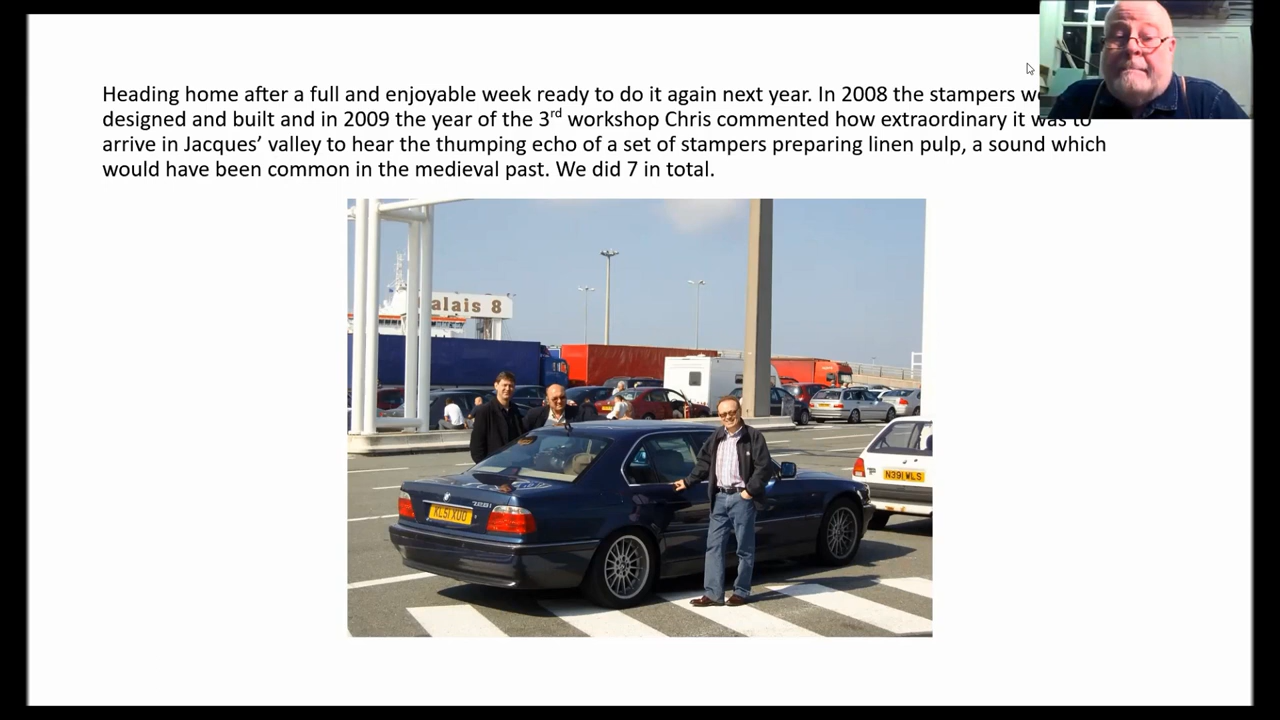 Heading home after a full and enjoyable week ready to do it again next year. In 2008 the stampers
designed and built and in 2009 the year of the 3rd workshop Chris commented how extraordinary it was to
arrive in Jacques’ valley to hear the thumping echo of a set of stampers preparing linen pulp, a sound which
would have been common in the medieval past. We did 7 in total.
alais 8
728i
KL51 XUO
N391 WLS